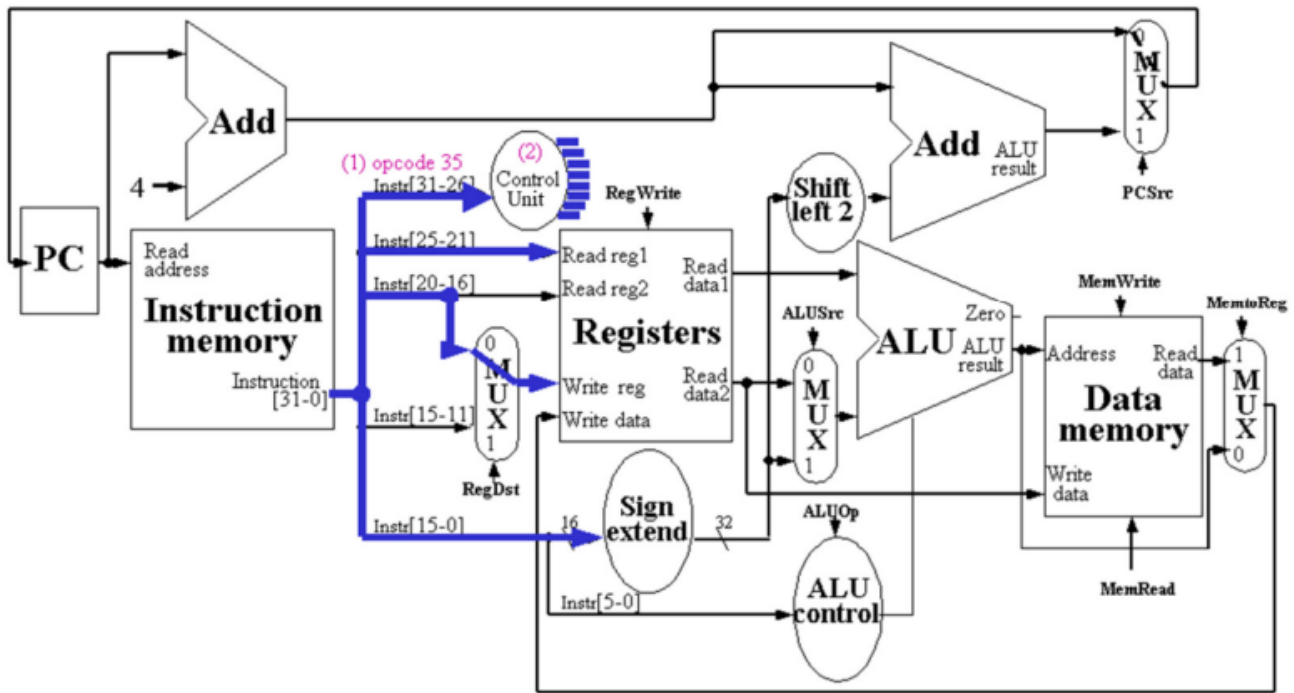 0
M
U
X
1
PCSrc
Add
Add
ALU
result
4
(1) opcode 35
Instr[31-26]
(2)
Control
Unit
RegWrite
Shift
left 2
PC
Read
address
Instruction
memory
Instruction
[31-0]
Instr[25-21]
Instr[20-16]
Instr[15-11]
0
M
U
X
1
RegDst
Read reg1
Read reg2
Registers
Write reg
Write data
Read
data1
Read
data2
ALUSrc
0
M
U
X
1
ALU
Zero
ALU
result
MemWrite
Address
Read
data
Data
memory
Write
data
MemRead
MemtoReg
1
M
U
X
0
Instr[15-0]
16
Sign
extend
32
ALUOp
Instr[5-0]
ALU
control